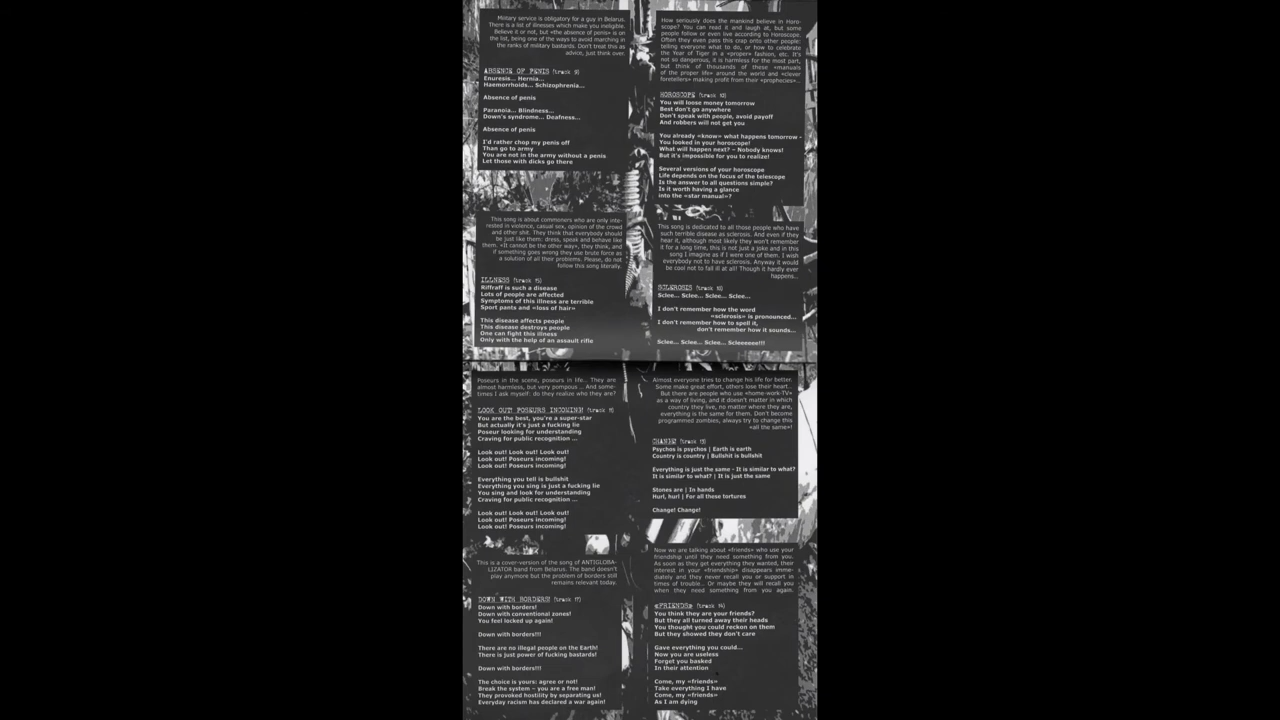 Military service is obligatory for a guy in Belarus.
There is a list of illnesses which make you ineligible.
Believe it or not, but «the absence of penis» is on
the list, being one of the ways to avoid marching in
the ranks of military bastards. Don't treat this as
advice, just think over.
ABSENCE OF PENIS (track 9)
Enuresis... Hernia...
Haemorrhoids... Schizophrenia...
Absence of penis
Paranoia... Blindness...
Down's syndrome... Deafness...
Absence of penis
I'd rather chop my penis off
Than go to army
You are not in the army without a penis
Let those with dicks go there
This song is about commoners who are only inte-
rested in violence, casual sex, opinion of the crowd
and other shit. They think that everybody should
be just like them: dress, speak and behave like
them. «It cannot be the other way», they think, and
if something goes wrong they use brute force as
a solution of all their problems. Please, do not
follow this song literally.
ILLNESS (track 15)
Riffraff is such a disease
Lots of people are affected
Symptoms of this illness are terrible
Sport pants and «loss of hair»
This disease affects people
This disease destroys people
One can fight this illness
Only with the help of an assault rifle
How seriously does the mankind believe in Horo-
scope? You can read it and laugh at, but some
people follow or even live according to Horoscope.
Often they even pass this crap onto other people:
telling everyone what to do, or how to celebrate
the Year of Tiger in a «proper» fashion, etc. It's
not so dangerous, it is harmless for the most part,
but think of thousands of these «manuals
of the proper life» around the world and «clever
foretellers» making profit from their «prophecies»...
HOROSCOPE (track 12)
You will loose money tomorrow
Best don't go anywhere
Don't speak with people, avoid payoff
And robbers will not get you
You already «know» what happens tomorrow -
You looked in your horoscope!
What will happen next? – Nobody knows!
But it's impossible for you to realize!
Several versions of your horoscope
Life depends on the focus of the telescope
Is the answer to all questions simple?
Is it worth having a glance
into the «star manual»?
This song is dedicated to all those people who have
such terrible disease as sclerosis. And even if they
hear it, although most likely they won't remember
it for a long time, this is not just a joke and in this
song I imagine as if I were one of them. I wish
everybody not to have sclerosis. Anyway it would
be cool not to fall ill at all! Though it hardly ever
happens...
SCLEROSIS (track 16)
Sclee... Sclee... Sclee... Sclee...
I don't remember how the word
«sclerosis» is pronounced...
I don't remember how to spell it,
don't remember how it sounds...
Sclee... Sclee... Sclee... Scleeeeee!!!
Poseurs in the scene, poseurs in life... They are
almost harmless, but very pompous ... And some-
times I ask myself: do they realize who they are?
LOOK OUT! POSEURS INCOMING! (track 11)
You are the best, you're a super-star
But actually it's just a fucking lie
Poseur looking for understanding
Craving for public recognition ...
Look out! Look out! Look out!
Look out! Poseurs incoming!
Look out! Poseurs incoming!
Everything you tell is bullshit
Everything you sing is just a fucking lie
You sing and look for understanding
Craving for public recognition ...
Look out! Look out! Look out!
Look out! Poseurs incoming!
Look out! Poseurs incoming!
This is a cover-version of the song of ANTIGLOBA-
LIZATOR band from Belarus. The band doesn't
play anymore but the problem of borders still
remains relevant today.
DOWN WITH BORDERS! (track 17)
Down with borders!
Down with conventional zones!
You feel locked up again!
Down with borders!!!
There are no illegal people on the Earth!
There is just power of fucking bastards!
Down with borders!!!
The choice is yours: agree or not!
Break the system – you are a free man!
They provoked hostility by separating us!
Everyday racism has declared a war again!
Almost everyone tries to change his life for better.
Some make great effort, others lose their heart...
But there are people who use «home-work-TV»
as a way of living, and it doesn't matter in which
country they live, no matter where they are,
everything is the same for them. Don't become
programmed zombies, always try to change this
«all the same»!
CHANGE! (track 13)
Psychos is psychos | Earth is earth
Country is country | Bullshit is bullshit
Everything is just the same - It is similar to what?
It is similar to what? | It is just the same
Stones are | In hands
Hurl, hurl | For all these tortures
Change! Change!
Now we are talking about «friends» who use your
friendship until they need something from you.
As soon as they get everything they wanted, their
interest in your «friendship» disappears imme-
diately and they never recall you or support in
times of trouble... Or maybe they will recall you
when they need something from you again.
«FRIENDS» (track 14)
You think they are your friends?
But they all turned away their heads
You thought you could reckon on them
But they showed they don't care
Gave everything you could...
Now you are useless
Forget you basked
In their attention
Come, my «friends»
Take everything I have
Come, my «friends»
As I am dying